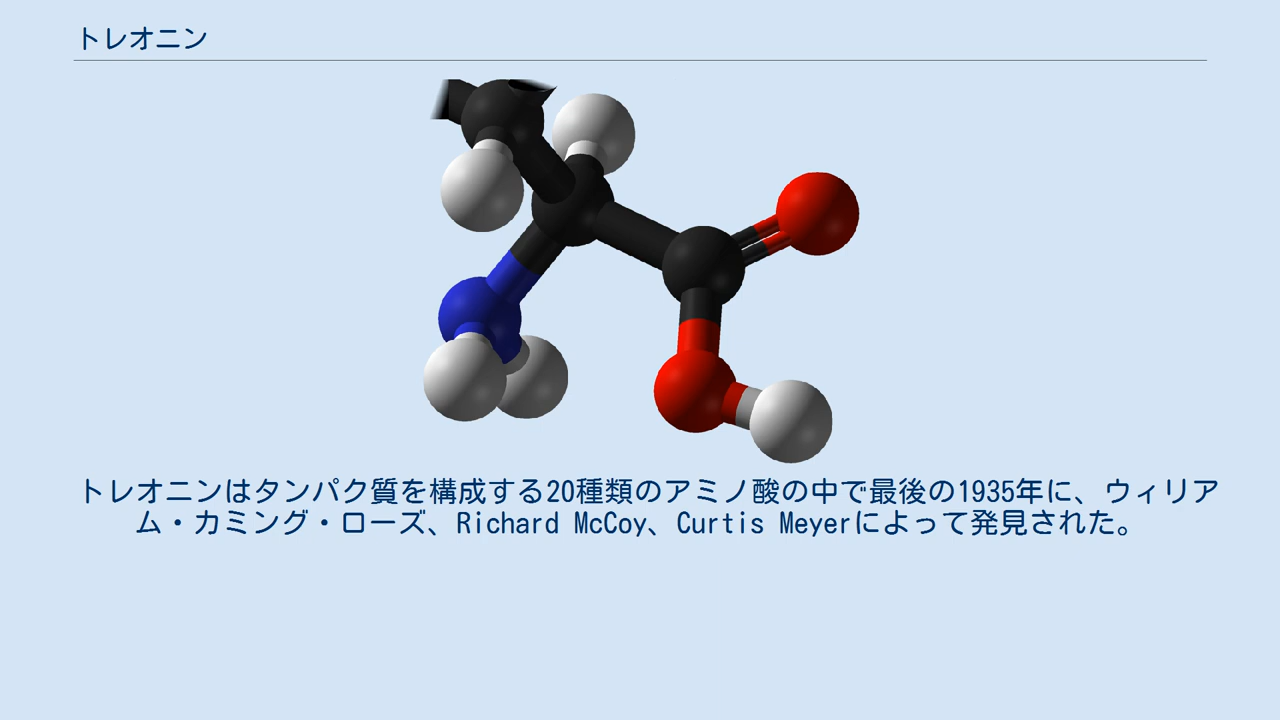 トレオニン
トレオニンはタンパク質を構成する20種類のアミノ酸の中で最後の1935年に、ウィリア
ム・カミング・ローズ、Richard McCoy、Curtis Meyerによって発見された。